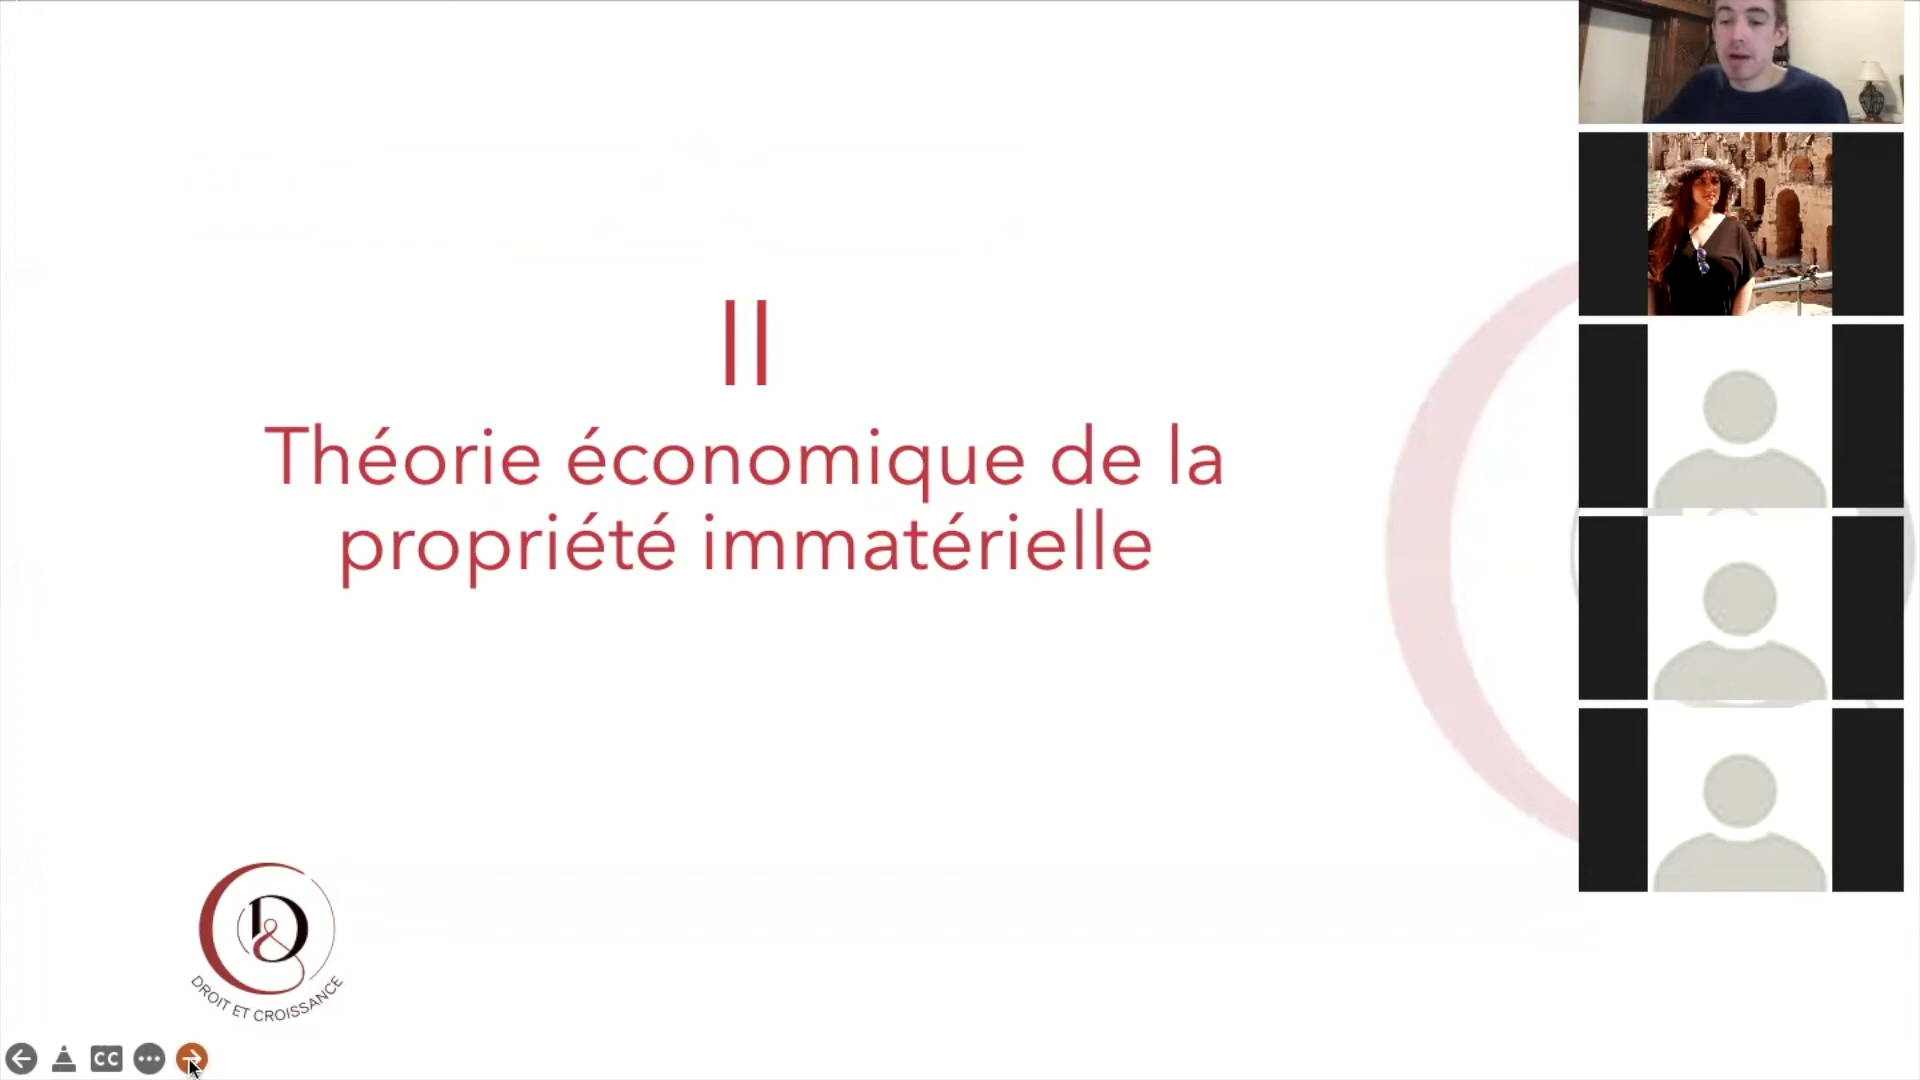 II
Théorie économique de la
propriété immatérielle
D&C
DROIT ET CROISSANCE
CC